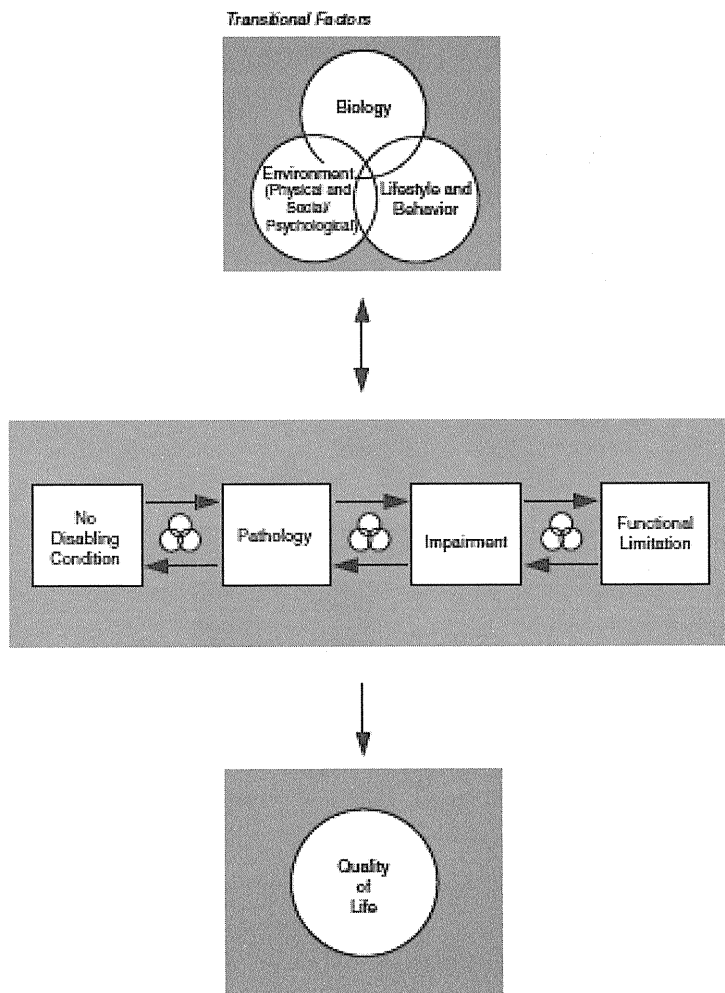 Transitional Factors
Biology
Environment
(Physical and
Social/
Psychological)
Lifestyle and
Behavior
No
Disabling
Condition
Pathology
Impairment
Functional
Limitation
Quality
of
Life